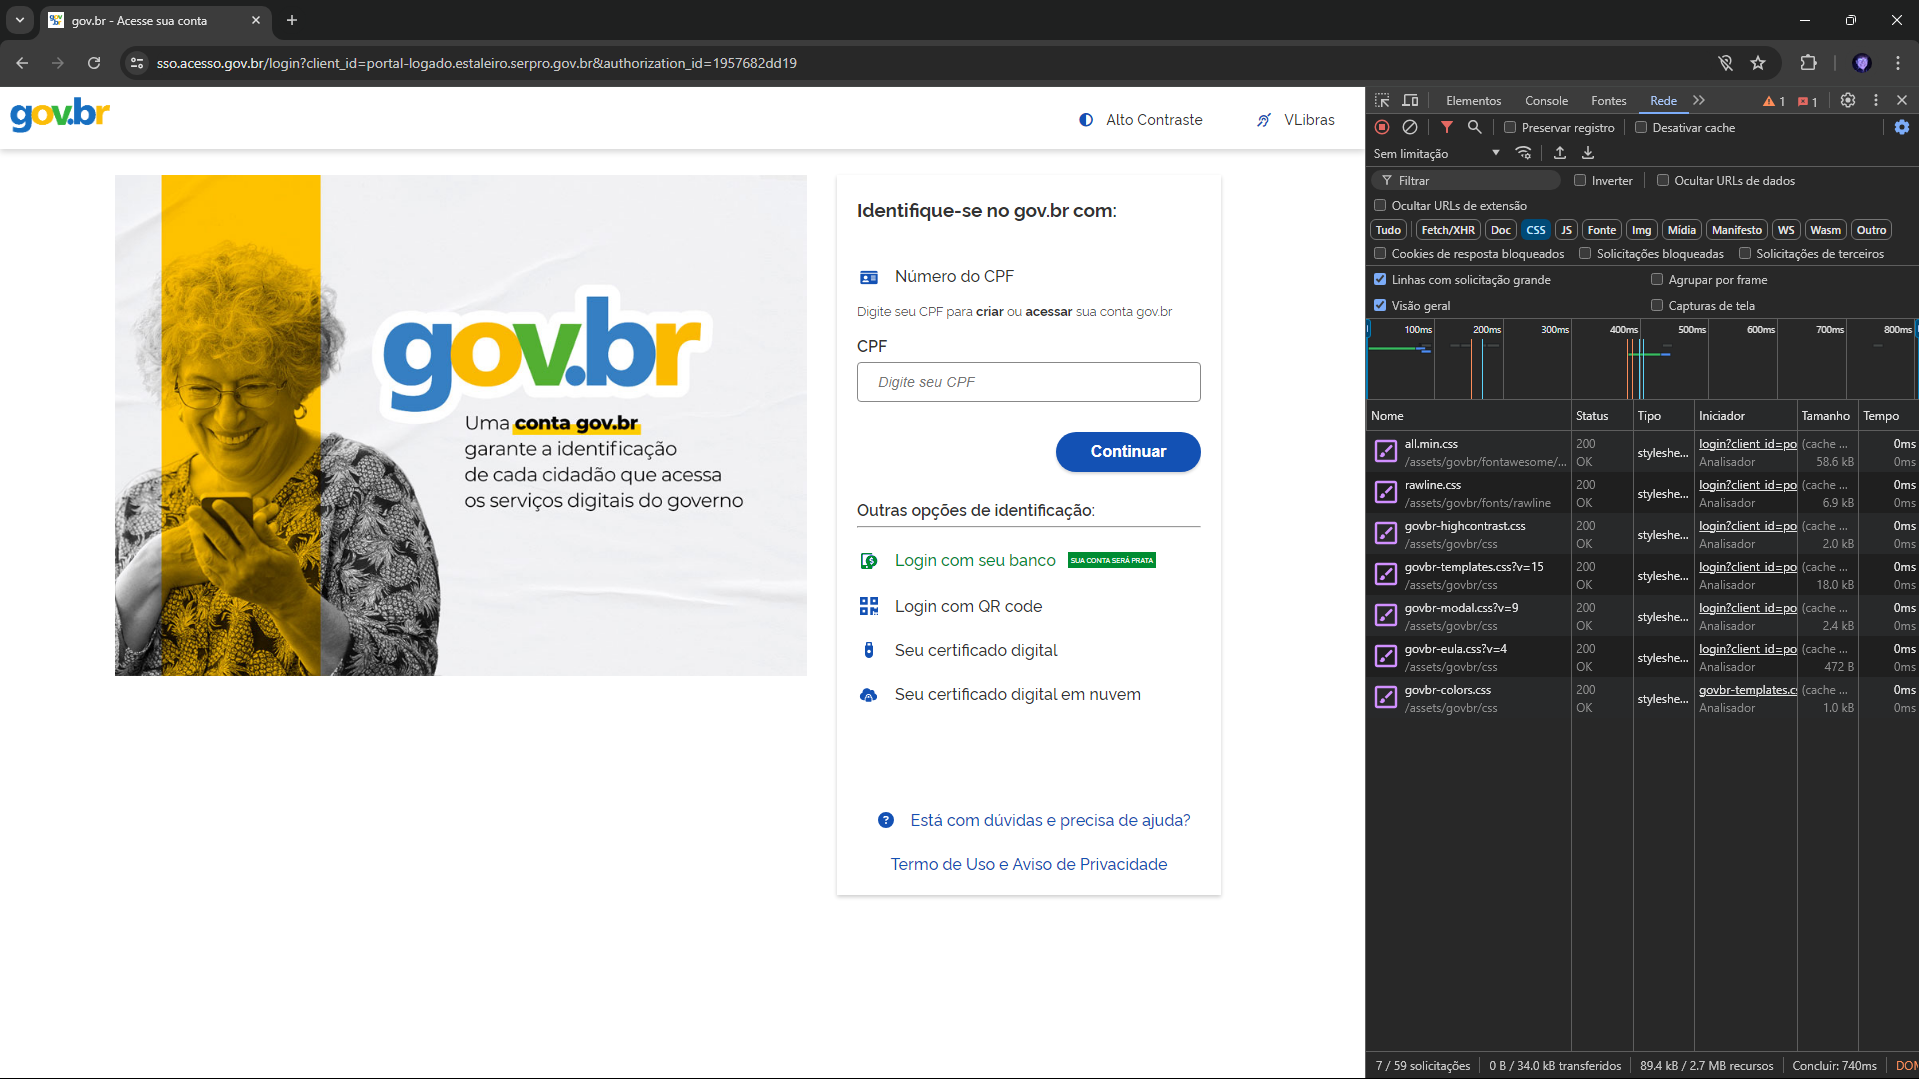 gov.br - Acesse sua conta
sso.acesso.gov.br/login?client_id=portal-logado.estaleiro.serpro.gov.br&authorization_id=1957682dd19
gov.br
Alto Contraste
VLibras
gov.br
Uma conta gov.br
garante a identificação
de cada cidadão que acessa
os serviços digitais do governo
Identifique-se no gov.br com:
Número do CPF
Digite seu CPF para criar ou acessar sua conta gov.br
CPF
Digite seu CPF
Continuar
Outras opções de identificação:
Login com seu banco SUA CONTA SERÁ PRATA
Login com QR code
Seu certificado digital
Seu certificado digital em nuvem
Está com dúvidas e precisa de ajuda?
Termo de Uso e Aviso de Privacidade
Elementos Console Fontes Rede 1 1
Preservar registro Desativar cache
Sem limitação
Filtrar Inverter Ocultar URLs de dados
Ocultar URLs de extensão
Tudo Fetch/XHR Doc CSS JS Fonte Img Mídia Manifesto WS Wasm Outro
Cookies de resposta bloqueados Solicitações bloqueadas Solicitações de terceiros
Linhas com solicitação grande Agrupar por frame
Visão geral Capturas de tela
100ms 200ms 300ms 400ms 500ms 600ms 700ms 800ms
Nome Status Tipo Iniciador Tamanho Tempo
all.min.css 200 styleshe... login?client_id=po (cache ... 0ms
/assets/govbr/fontawesome/... OK Analisador 58.6 kB 0ms
rawline.css 200 styleshe... login?client_id=po (cache ... 0ms
/assets/govbr/fonts/rawline OK Analisador 6.9 kB 0ms
govbr-highcontrast.css 200 styleshe... login?client_id=po (cache ... 0ms
/assets/govbr/css OK Analisador 2.0 kB 0ms
govbr-templates.css?v=15 200 styleshe... login?client_id=po (cache ... 0ms
/assets/govbr/css OK Analisador 18.0 kB 0ms
govbr-modal.css?v=9 200 styleshe... login?client_id=po (cache ... 0ms
/assets/govbr/css OK Analisador 2.4 kB 0ms
govbr-eula.css?v=4 200 styleshe... login?client_id=po (cache ... 0ms
/assets/govbr/css OK Analisador 472 B 0ms
govbr-colors.css 200 styleshe... govbr-templates.c (cache ... 0ms
/assets/govbr/css OK Analisador 1.0 kB 0ms
7 / 59 solicitações 0 B / 34.0 kB transferidos 89.4 kB / 2.7 MB recursos Concluir: 740ms DOM